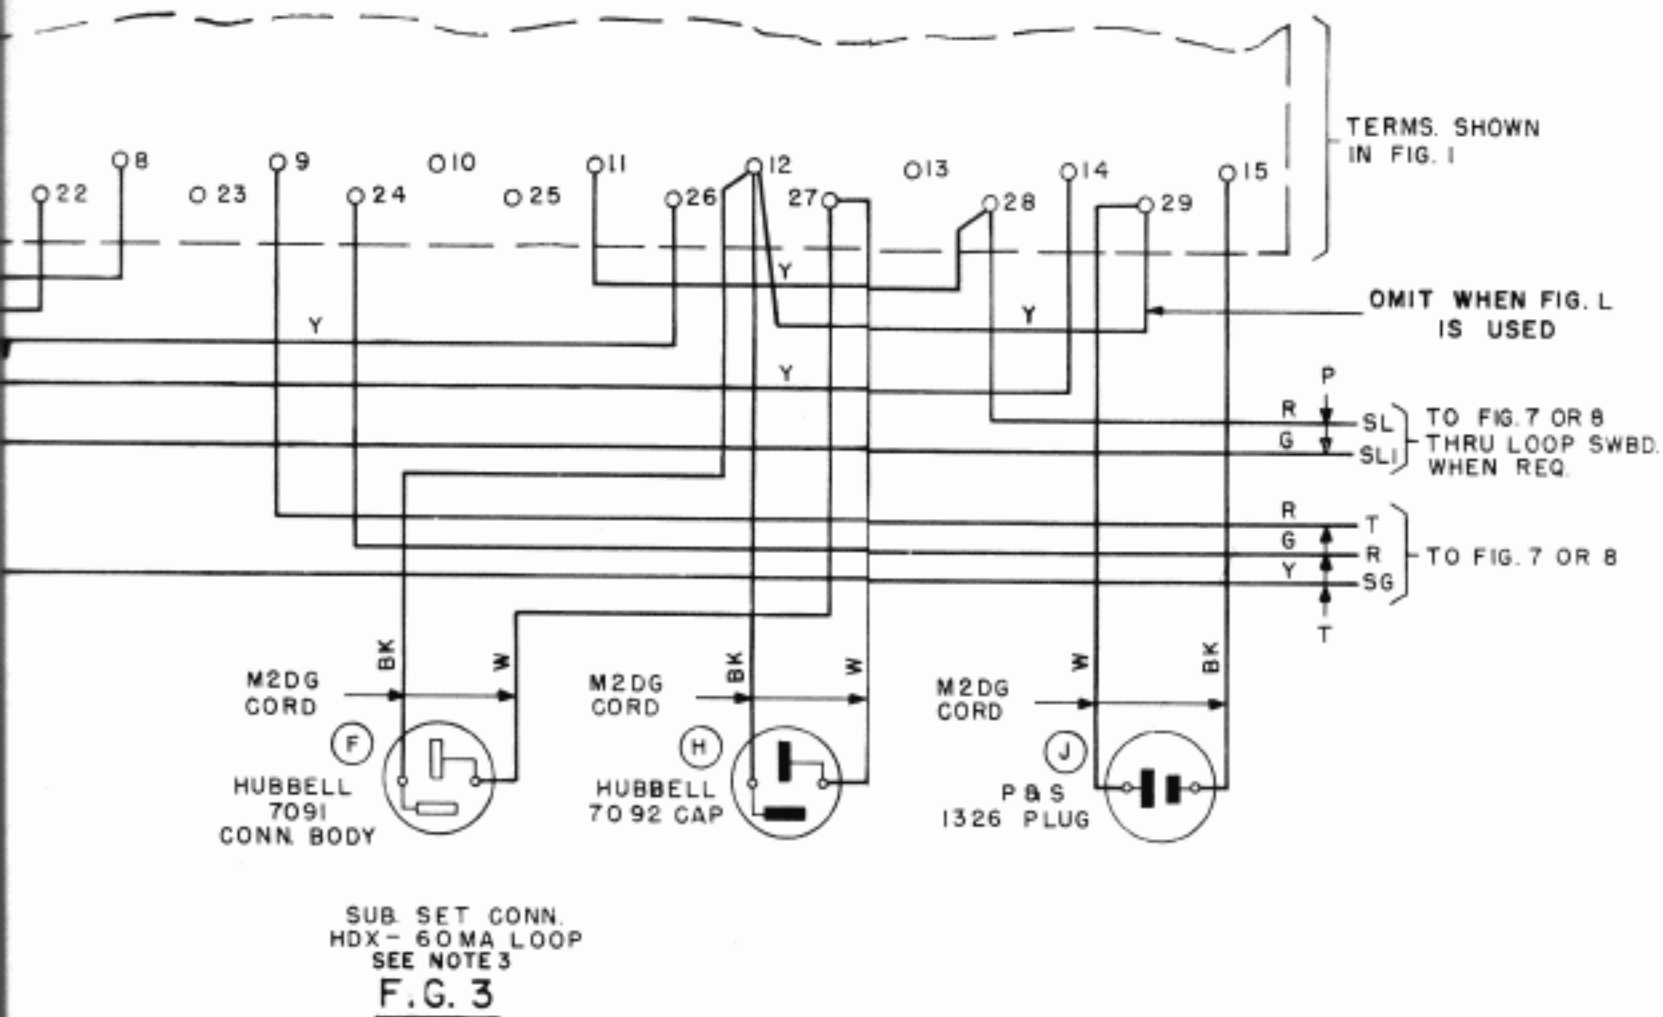 TERMS. SHOWN
IN FIG. 1
8
9
10
11
12
13
14
15
22
23
24
25
26
27
28
29
Y
Y
Y
Y
OMIT WHEN FIG. L
IS USED
P
R
SL
G
SL1
TO FIG. 7 OR 8
THRU LOOP SWBD.
WHEN REQ.
R
T
G
R
Y
SG
TO FIG. 7 OR 8
T
BK
W
BK
W
W
BK
M2DG
CORD
M2DG
CORD
M2DG
CORD
F
HUBBELL
7091
CONN. BODY
H
HUBBELL
7092 CAP
J
P & S
1326 PLUG
SUB. SET CONN.
HDX- 60MA LOOP
SEE NOTE 3
F.G. 3